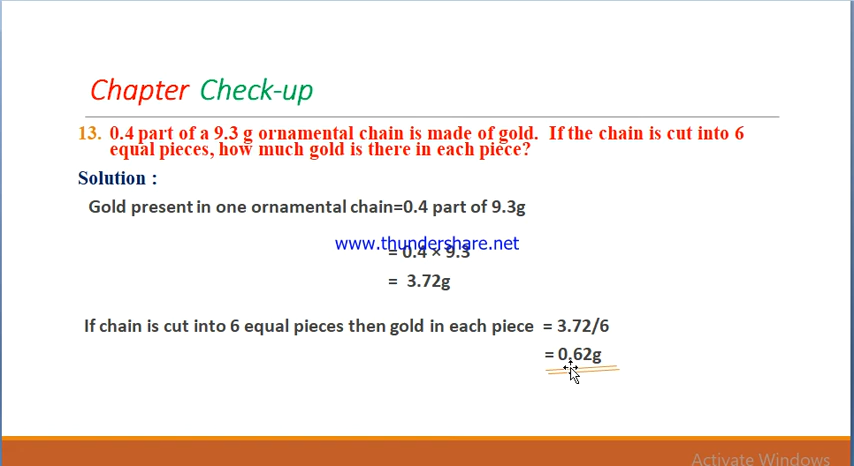 Chapter Check-up
13. 0.4 part of a 9.3 g ornamental chain is made of gold. If the chain is cut into 6
equal pieces, how much gold is there in each piece?
Solution :
Gold present in one ornamental chain=0.4 part of 9.3g
www.thundershare.net
= 0.4 × 9.3
= 3.72g
If chain is cut into 6 equal pieces then gold in each piece = 3.72/6
= 0.62g
Activate Windows